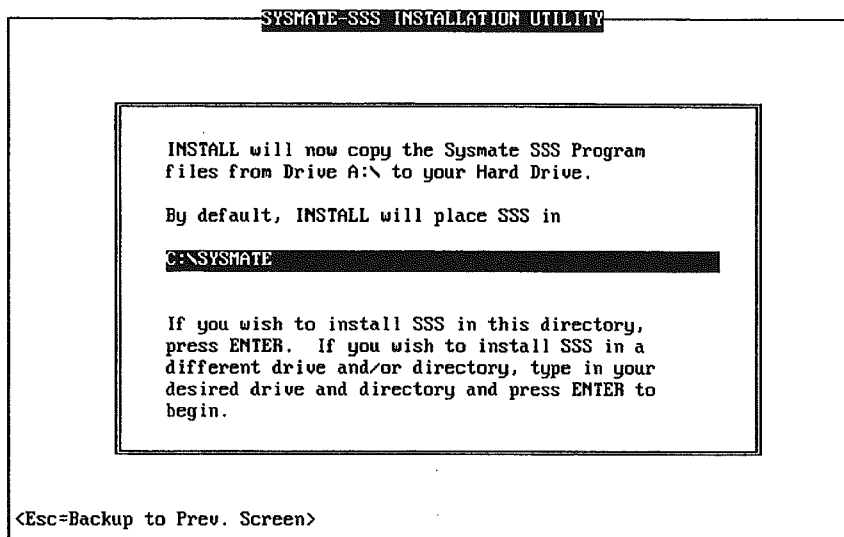 SYSMATE-SSS INSTALLATION UTILITY
INSTALL will now copy the Sysmate SSS Program
files from Drive A:\ to your Hard Drive.
By default, INSTALL will place SSS in
C:\SYSMATE
If you wish to install SSS in this directory,
press ENTER. If you wish to install SSS in a
different drive and/or directory, type in your
desired drive and directory and press ENTER to
begin.
<Esc=Backup to Prev. Screen>